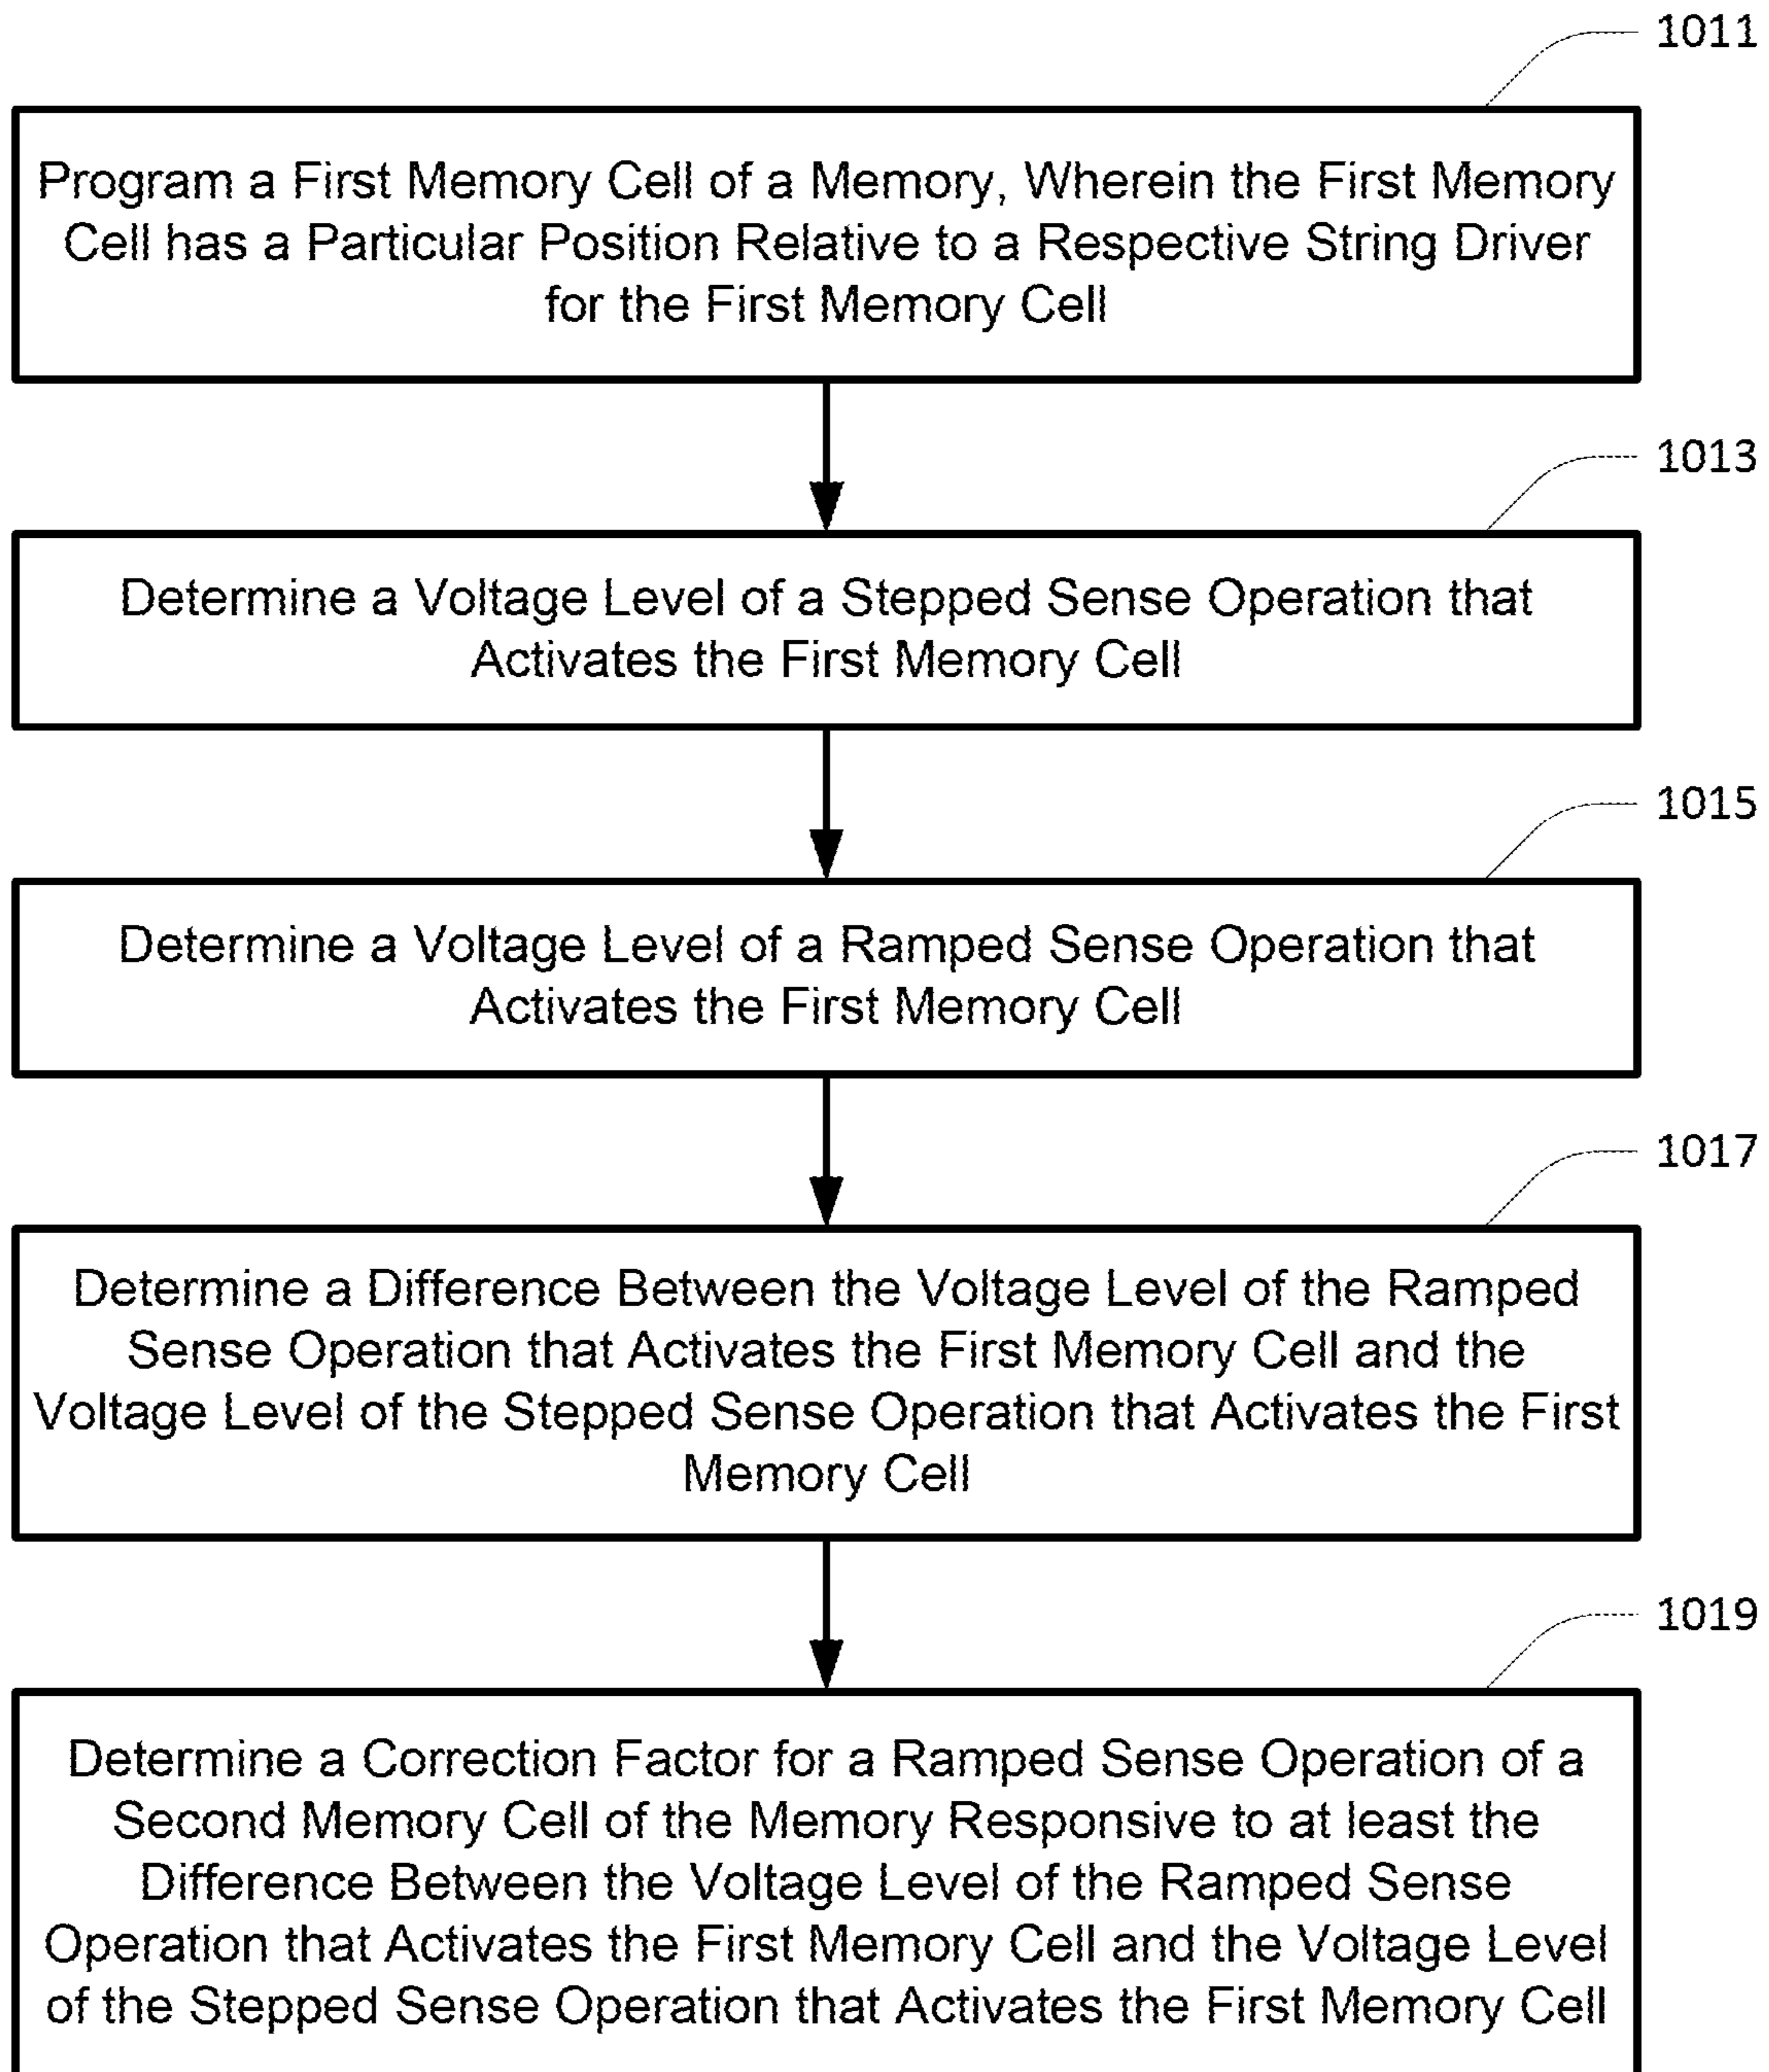 1011
Program a First Memory Cell of a Memory, Wherein the First Memory
Cell has a Particular Position Relative to a Respective String Driver
for the First Memory Cell
1013
Determine a Voltage Level of a Stepped Sense Operation that
Activates the First Memory Cell
1015
Determine a Voltage Level of a Ramped Sense Operation that
Activates the First Memory Cell
1017
Determine a Difference Between the Voltage Level of the Ramped
Sense Operation that Activates the First Memory Cell and the
Voltage Level of the Stepped Sense Operation that Activates the First
Memory Cell
1019
Determine a Correction Factor for a Ramped Sense Operation of a
Second Memory Cell of the Memory Responsive to at least the
Difference Between the Voltage Level of the Ramped Sense
Operation that Activates the First Memory Cell and the Voltage Level
of the Stepped Sense Operation that Activates the First Memory Cell